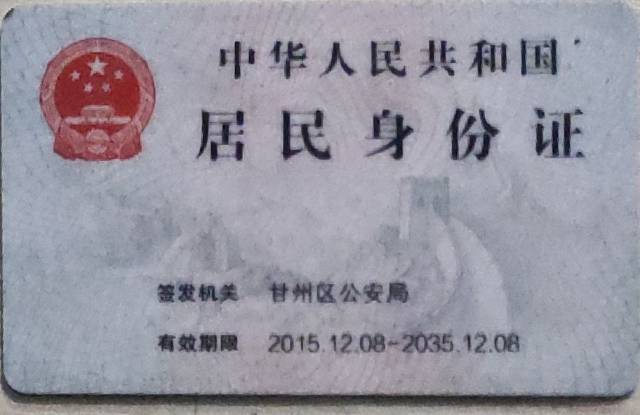 中华人民共和国
居民身份证
签发机关 甘州区公安局
有效期限 2015.12.08-2035.12.08